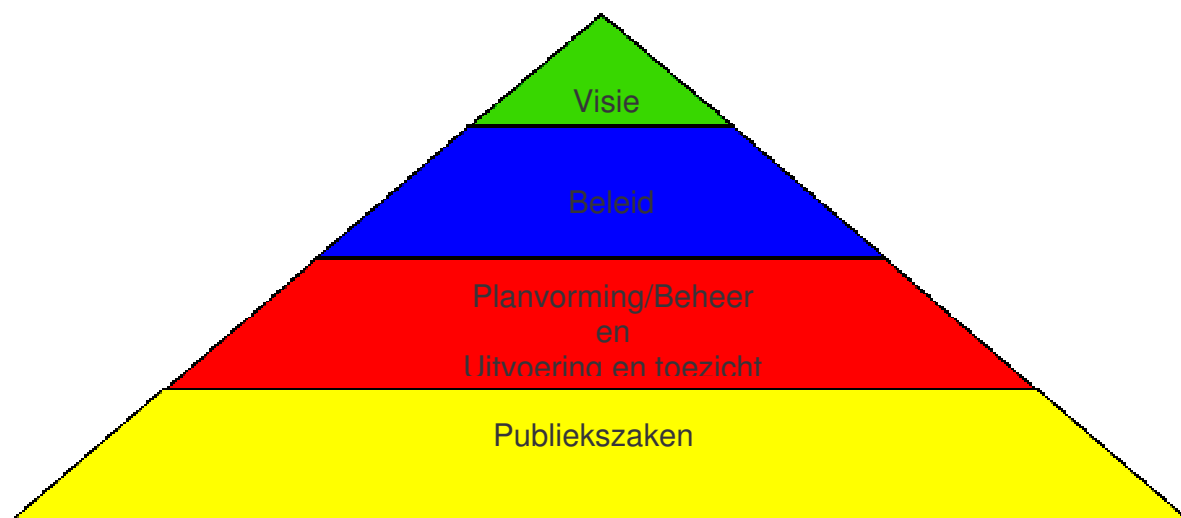 Visie
Beleid
Planvorming/Beheer
en
Uitvoering en toezicht
Publiekszaken